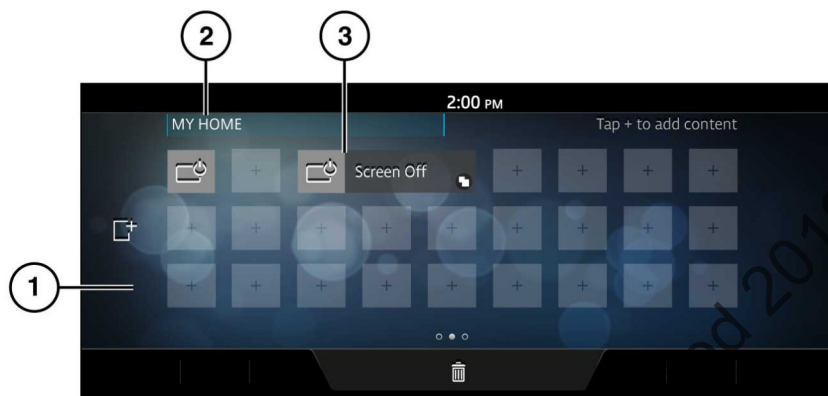 2
3
2:00 PM
MY HOME
Tap + to add content
Screen Off
1